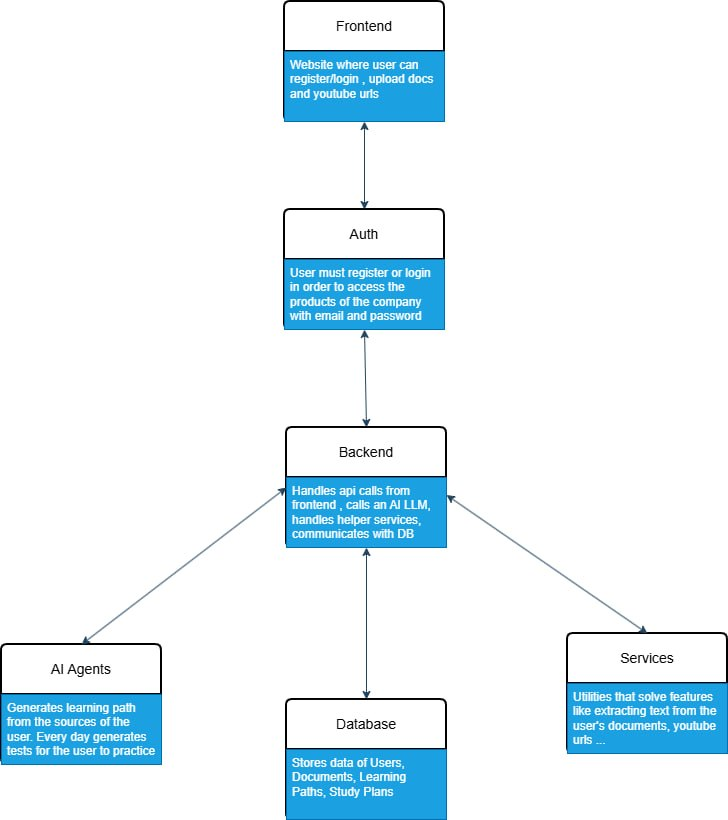 Frontend
Website where user can
register/login , upload docs
and youtube urls
Auth
User must register or login
in order to access the
products of the company
with email and password
Backend
Handles api calls from
frontend , calls an AI LLM,
handles helper services,
communicates with DB
AI Agents
Generates learning path
from the sources of the
user. Every day generates
tests for the user to practice
Database
Stores data of Users,
Documents, Learning
Paths, Study Plans
Services
Utilities that solve features
like extracting text from the
user's documents, youtube
urls ...